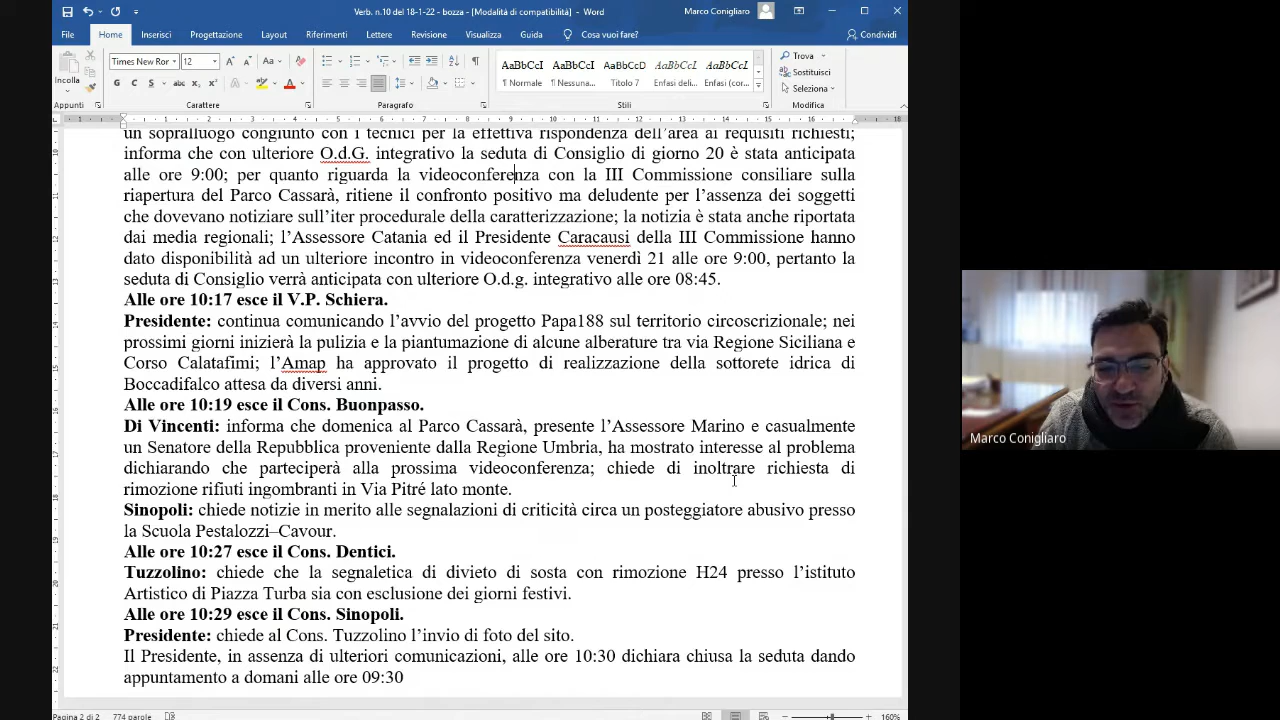 Verb. n.10 del 18-1-22 - bozza - [Modalità di compatibilità] - Word
Marco Conigliaro
File Home Inserisci Progettazione Layout Riferimenti Lettere Revisione Visualizza Guida Cosa vuoi fare? Condividi
Incolla
Times New Ror 12
AaBbCcI AaBbCcI AaBbCcD AaBbCcI AaBbCcI
¶ Normale ¶ Nessuna... Titolo 7 Enfasi deli... Enfasi (cor...
Trova
Sostituisci
Seleziona
Appunti Carattere Paragrafo Stili Modifica
un sopralluogo congiunto con i tecnici per la effettiva rispondenza dell’area ai requisiti richiesti;
informa che con ulteriore O.d.G. integrativo la seduta di Consiglio di giorno 20 è stata anticipata
alle ore 9:00; per quanto riguarda la videoconferenza con la III Commissione consiliare sulla
riapertura del Parco Cassarà, ritiene il confronto positivo ma deludente per l’assenza dei soggetti
che dovevano notiziare sull’iter procedurale della caratterizzazione; la notizia è stata anche riportata
dai media regionali; l’Assessore Catania ed il Presidente Caracausi della III Commissione hanno
dato disponibilità ad un ulteriore incontro in videoconferenza venerdì 21 alle ore 9:00, pertanto la
seduta di Consiglio verrà anticipata con ulteriore O.d.g. integrativo alle ore 08:45.
Alle ore 10:17 esce il V.P. Schiera.
Presidente: continua comunicando l’avvio del progetto Papa188 sul territorio circoscrizionale; nei
prossimi giorni inizierà la pulizia e la piantumazione di alcune alberature tra via Regione Siciliana e
Corso Calatafimi; l’Amap ha approvato il progetto di realizzazione della sottorete idrica di
Boccadifalco attesa da diversi anni.
Alle ore 10:19 esce il Cons. Buonpasso.
Di Vincenti: informa che domenica al Parco Cassarà, presente l’Assessore Marino e casualmente
un Senatore della Repubblica proveniente dalla Regione Umbria, ha mostrato interesse al problema
dichiarando che parteciperà alla prossima videoconferenza; chiede di inoltrare richiesta di
rimozione rifiuti ingombranti in Via Pitré lato monte.
Sinopoli: chiede notizie in merito alle segnalazioni di criticità circa un posteggiatore abusivo presso
la Scuola Pestalozzi–Cavour.
Alle ore 10:27 esce il Cons. Dentici.
Tuzzolino: chiede che la segnaletica di divieto di sosta con rimozione H24 presso l’istituto
Artistico di Piazza Turba sia con esclusione dei giorni festivi.
Alle ore 10:29 esce il Cons. Sinopoli.
Presidente: chiede al Cons. Tuzzolino l’invio di foto del sito.
Il Presidente, in assenza di ulteriori comunicazioni, alle ore 10:30 dichiara chiusa la seduta dando
appuntamento a domani alle ore 09:30
Pagina 2 di 2 774 parole 160%
Marco Conigliaro